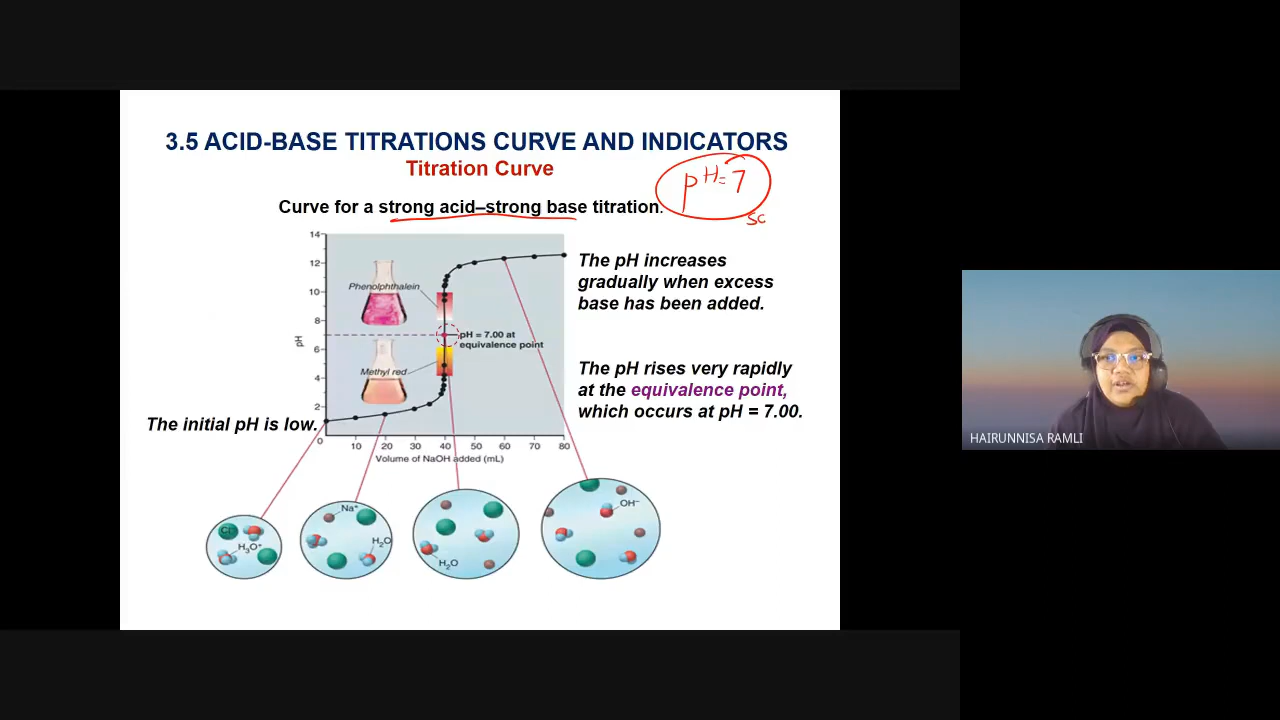 3.5 ACID-BASE TITRATIONS CURVE AND INDICATORS
Titration Curve
pH=7
Curve for a strong acid–strong base titration.
14
12
10
8
6
4
2
0
pH
Phenolphthalein
pH = 7.00 at
equivalence point
Methyl red
10 20 30 40 50 60 70 80
Volume of NaOH added (mL)
The pH increases
gradually when excess
base has been added.
The pH rises very rapidly
at the equivalence point,
which occurs at pH = 7.00.
The initial pH is low.
Cl⁻
H₃O⁺
Na⁺
H₂O
H₂O
OH⁻
HAIRUNNISA RAMLI